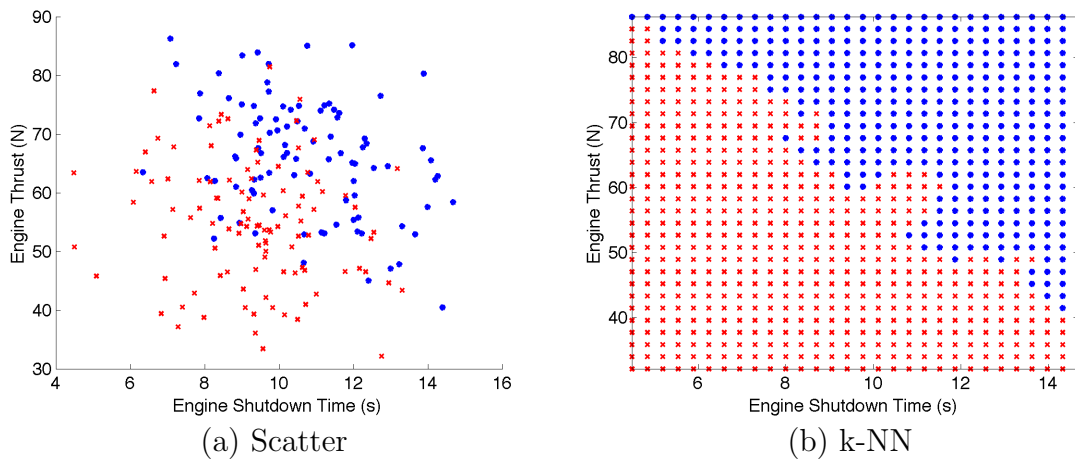 90
80
70
60
50
40
30
4 6 8 10 12 14 16
Engine Thrust (N)
Engine Shutdown Time (s)
(a) Scatter
80
70
60
50
40
6 8 10 12 14
Engine Thrust (N)
Engine Shutdown Time (s)
(b) k-NN